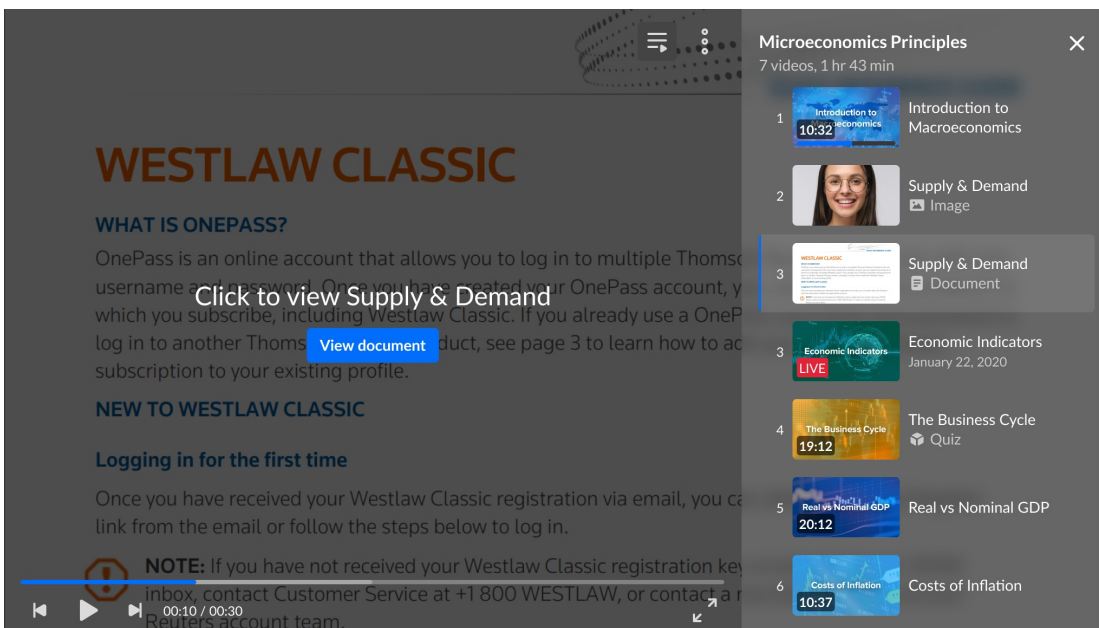 WESTLAW CLASSIC
WHAT IS ONEPASS?
OnePass is an online account that allows you to log in to multiple
username and password. Once you have created your OnePass account,
which you subscribe, including Westlaw Classic. If you already use a
log in to another duct, see page 3 to learn how to
subscription to your existing profile.
Click to view Supply & Demand
View document
NEW TO WESTLAW CLASSIC
Logging in for the first time
Once you have received your Westlaw Classic registration via email, you
link from the email or follow the steps below to log in.
NOTE: If you have not received your Westlaw Classic registration key
inbox, contact Customer Service at +1 800 WESTLAW, or contact a
Reuters account team.
00:10 / 00:30
Microeconomics Principles
7 videos, 1 hr 43 min
1
Introduction to
10:32
Introduction to
Macroeconomics
2
Supply & Demand
Image
3
WESTLAW CLASSIC
Supply & Demand
Document
3
Economic Indicators
LIVE
Economic Indicators
January 22, 2020
4
The Business Cycle
19:12
The Business Cycle
Quiz
5
Real vs Nominal GDP
20:12
Real vs Nominal GDP
6
Costs of Inflation
10:37
Costs of Inflation